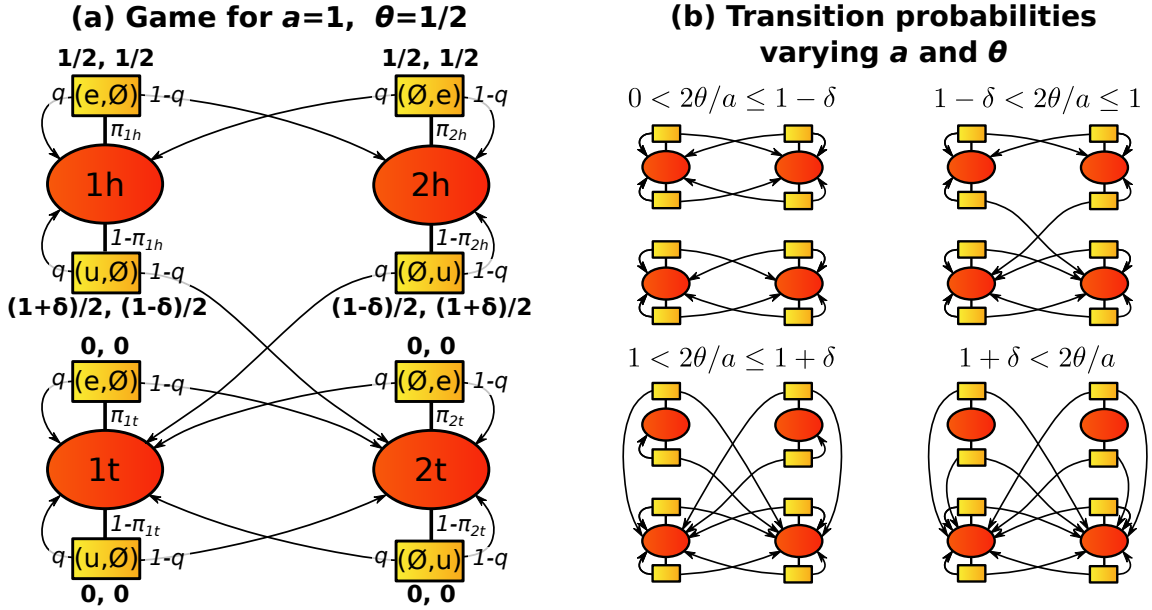 (a) Game for a=1, θ=1/2
1/2, 1/2
1/2, 1/2
q (e,Ø) 1-q
q (Ø,e) 1-q
π1h
π2h
1h
2h
1-π1h
1-π2h
q (u,Ø) 1-q
q (Ø,u) 1-q
(1+δ)/2, (1-δ)/2
(1-δ)/2, (1+δ)/2
0, 0
0, 0
q (e,Ø) 1-q
q (Ø,e) 1-q
π1t
π2t
1t
2t
1-π1t
1-π2t
q (u,Ø) 1-q
q (Ø,u) 1-q
0, 0
0, 0
(b) Transition probabilities
varying a and θ
0 < 2θ/a ≤ 1 − δ
1 − δ < 2θ/a ≤ 1
1 < 2θ/a ≤ 1 + δ
1 + δ < 2θ/a